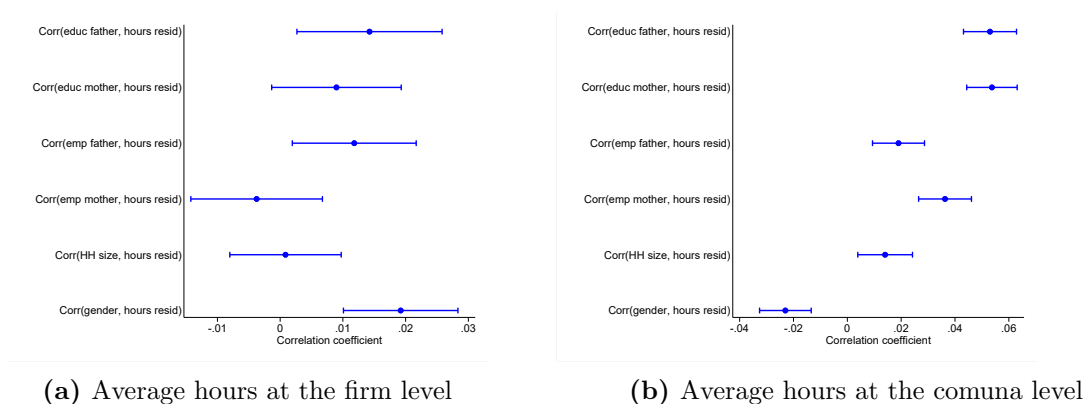 Corr(educ father, hours resid)
Corr(educ mother, hours resid)
Corr(emp father, hours resid)
Corr(emp mother, hours resid)
Corr(HH size, hours resid)
Corr(gender, hours resid)
-.01 0 .01 .02 .03
Correlation coefficient
(a) Average hours at the firm level
Corr(educ father, hours resid)
Corr(educ mother, hours resid)
Corr(emp father, hours resid)
Corr(emp mother, hours resid)
Corr(HH size, hours resid)
Corr(gender, hours resid)
-.04 -.02 0 .02 .04 .06
Correlation coefficient
(b) Average hours at the comuna level